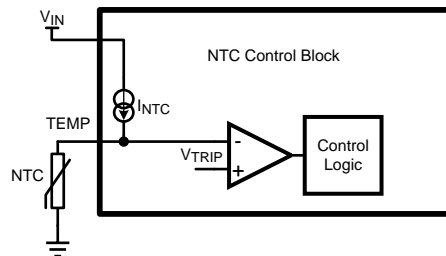 VIN
NTC Control Block
INTC
TEMP
NTC
VTRIP
-
+
Control
Logic